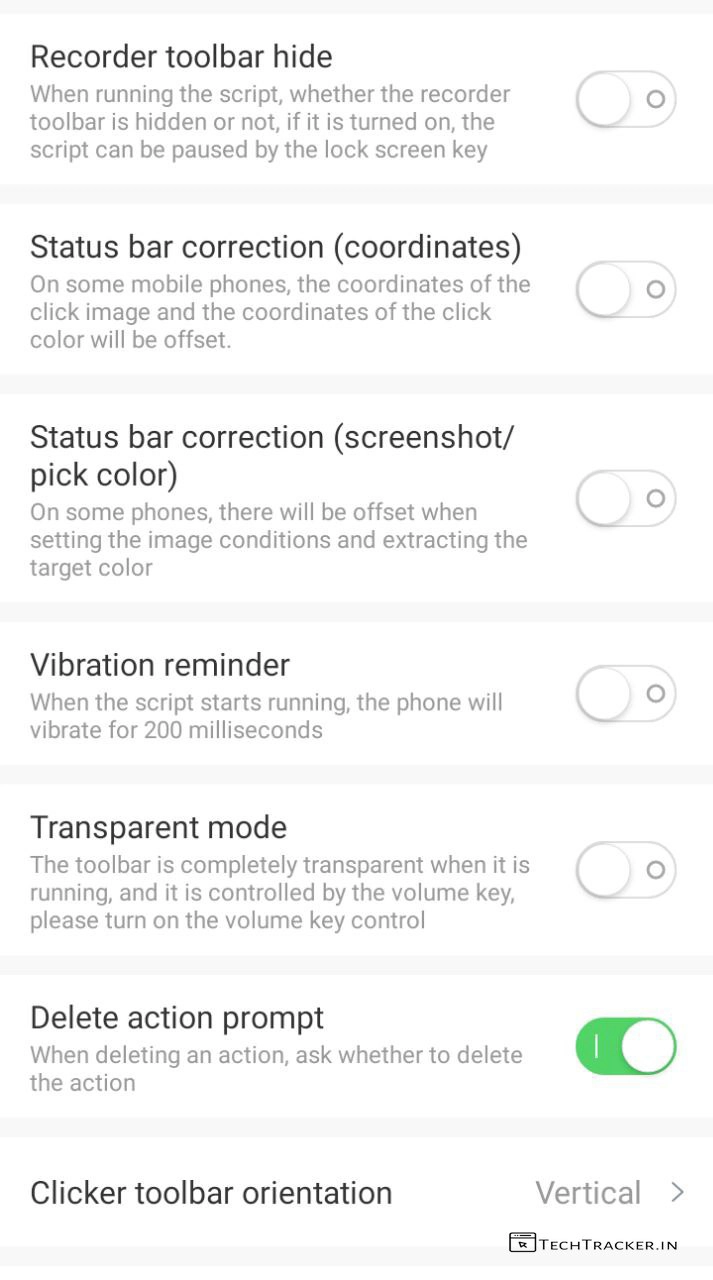 Recorder toolbar hide
When running the script, whether the recorder
toolbar is hidden or not, if it is turned on, the
script can be paused by the lock screen key
Status bar correction (coordinates)
On some mobile phones, the coordinates of the
click image and the coordinates of the click
color will be offset.
Status bar correction (screenshot/
pick color)
On some phones, there will be offset when
setting the image conditions and extracting the
target color
Vibration reminder
When the script starts running, the phone will
vibrate for 200 milliseconds
Transparent mode
The toolbar is completely transparent when it is
running, and it is controlled by the volume key,
please turn on the volume key control
Delete action prompt
When deleting an action, ask whether to delete
the action
Clicker toolbar orientation Vertical >
TECHTRACKER.IN